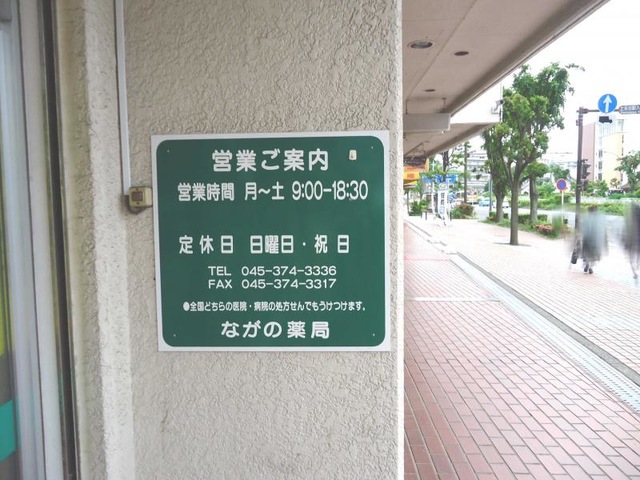 営業ご案内
営業時間 月～土 9:00-18:30
定休日 日曜日・祝日
TEL 045-374-3336
FAX 045-374-3317
●全国どちらの医院・病院の処方せんでもうけつけます。
ながの薬局